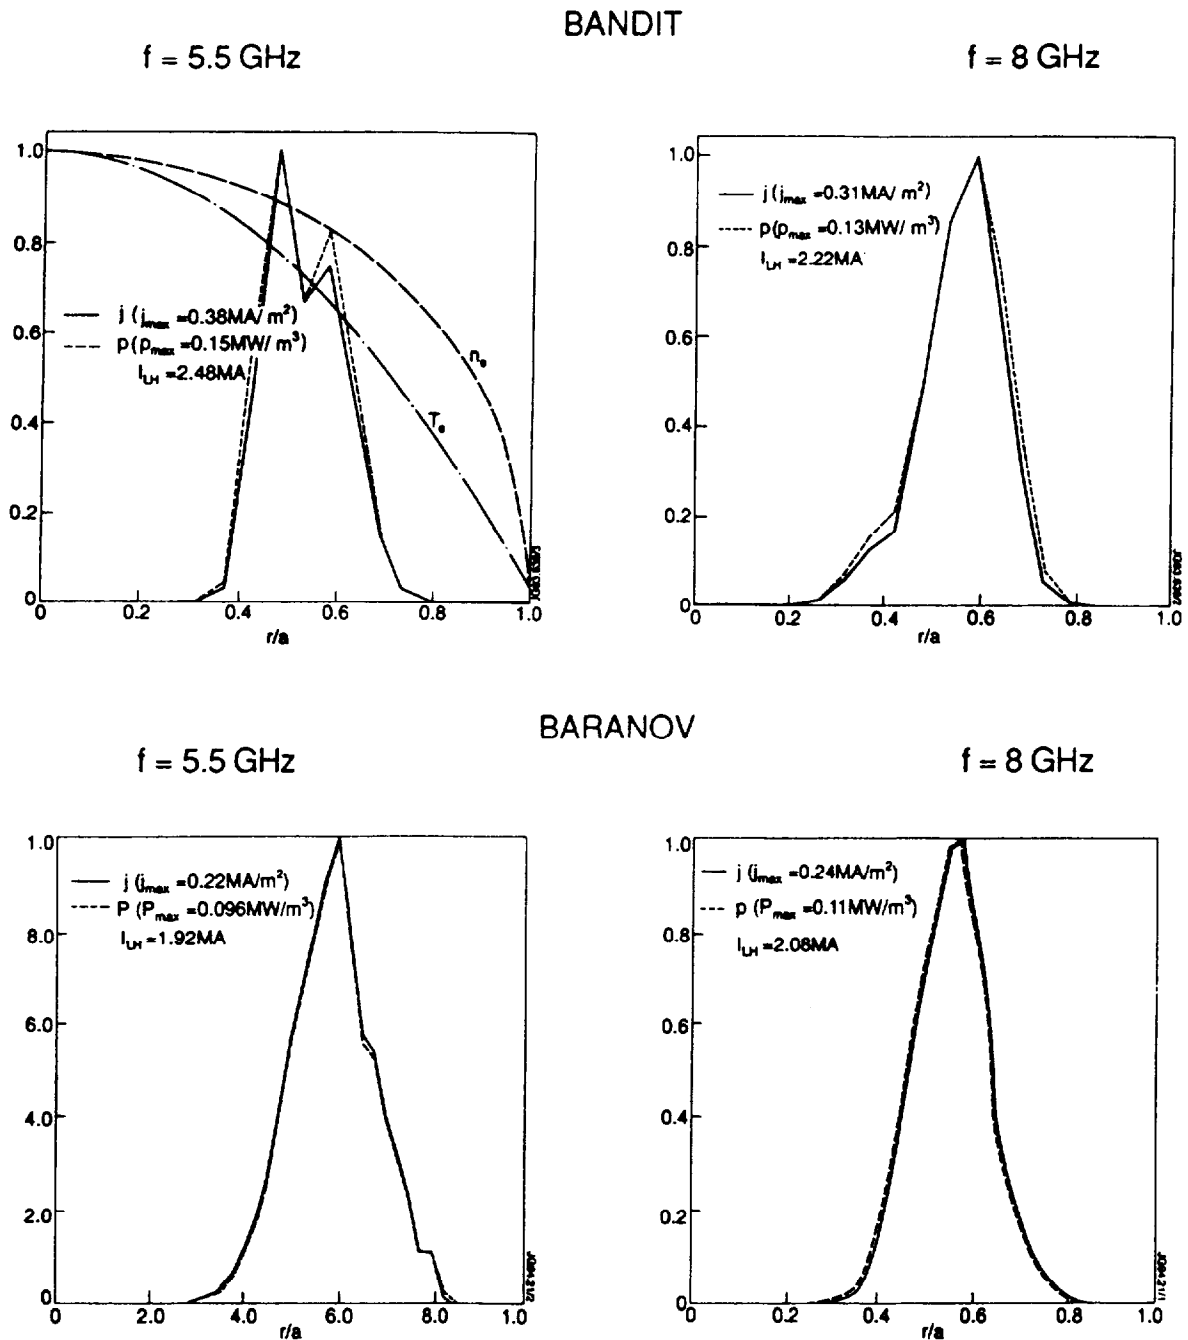 BANDIT
f = 5.5 GHz
f = 8 GHz
1.0
0.8
0.6
0.4
0.2
0
j (jmax =0.38MA/ m²)
p(pmax =0.15MW/ m³)
ILH =2.48MA
ne
Te
0 0.2 0.4 0.6 0.8 1.0
r/a
1.0
0.8
0.6
0.4
0.2
0
j (jmax =0.31MA/ m²)
p(pmax =0.13MW/ m³)
ILH =2.22MA
0 0.2 0.4 0.6 0.8 1.0
r/a
BARANOV
f = 5.5 GHz
f = 8 GHz
1.0
8.0
6.0
4.0
2.0
0
j (jmax =0.22MA/m²)
P (Pmax =0.096MW/m³)
ILH =1.92MA
0 2.0 4.0 6.0 8.0 1.0
r/a
1.0
0.8
0.6
0.4
0.2
0
j (jmax =0.24MA/m²)
p (Pmax =0.11MW/m³)
ILH =2.08MA
0 0.2 0.4 0.6 0.8 1.0
r/a